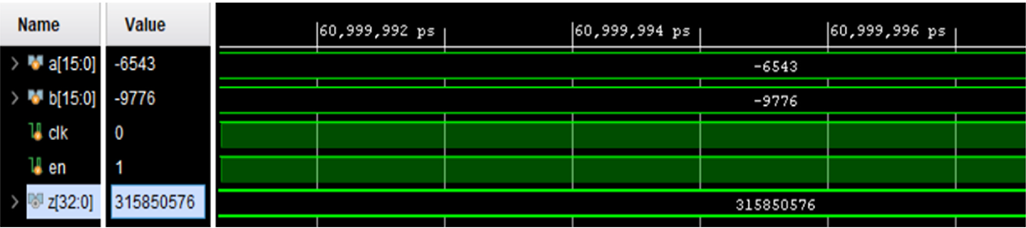 Name Value
60,999,992 ps 60,999,994 ps 60,999,996 ps
a[15:0] -6543 -6543
b[15:0] -9776 -9776
clk 0
en 1
z[32:0] 315850576 315850576